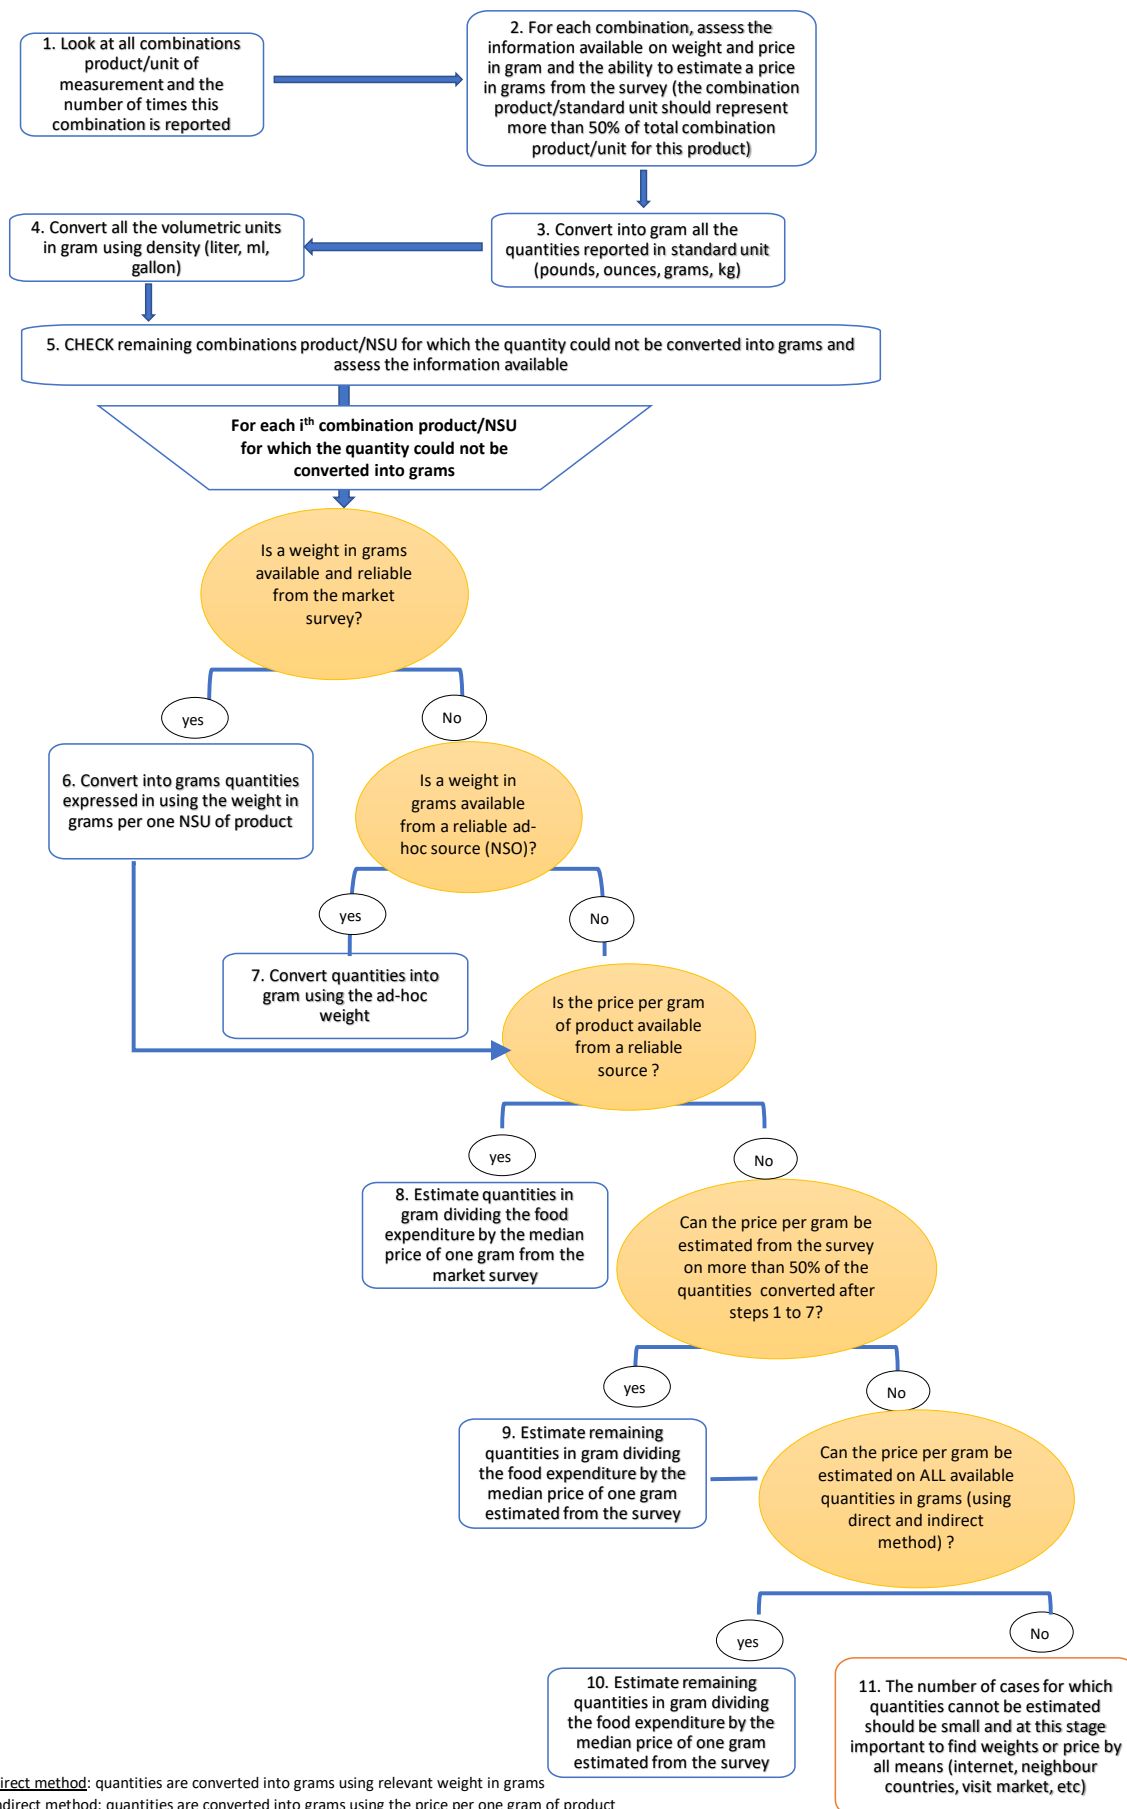 1. Look at all combinations
product/unit of
measurement and the
number of times this
combination is reported
2. For each combination, assess the
information available on weight and price
in gram and the ability to estimate a price
in grams from the survey (the combination
product/standard unit should represent
more than 50% of total combination
product/unit for this product)
3. Convert into gram all the
quantities reported in standard unit
(pounds, ounces, grams, kg)
4. Convert all the volumetric units
in gram using density (liter, ml,
gallon)
5. CHECK remaining combinations product/NSU for which the quantity could not be converted into grams and
assess the information available
For each ith combination product/NSU
for which the quantity could not be
converted into grams
Is a weight in grams
available and reliable
from the market
survey?
yes
No
6. Convert into grams quantities
expressed in using the weight in
grams per one NSU of product
Is a weight in
grams available
from a reliable ad-
hoc source (NSO)?
yes
No
7. Convert quantities into
gram using the ad-hoc
weight
Is the price per gram
of product available
from a reliable
source ?
yes
No
8. Estimate quantities in
gram dividing the food
expenditure by the median
price of one gram from the
market survey
Can the price per gram be
estimated from the survey
on more than 50% of the
quantities converted after
steps 1 to 7?
yes
No
9. Estimate remaining
quantities in gram dividing
the food expenditure by the
median price of one gram
estimated from the survey
Can the price per gram be
estimated on ALL available
quantities in grams (using
direct and indirect
method) ?
yes
No
10. Estimate remaining
quantities in gram dividing
the food expenditure by the
median price of one gram
estimated from the survey
11. The number of cases for which
quantities cannot be estimated
should be small and at this stage
important to find weights or price by
all means (internet, neighbour
countries, visit market, etc)
irect method: quantities are converted into grams using relevant weight in grams
ndirect method: quantities are converted into grams using the price per one gram of product